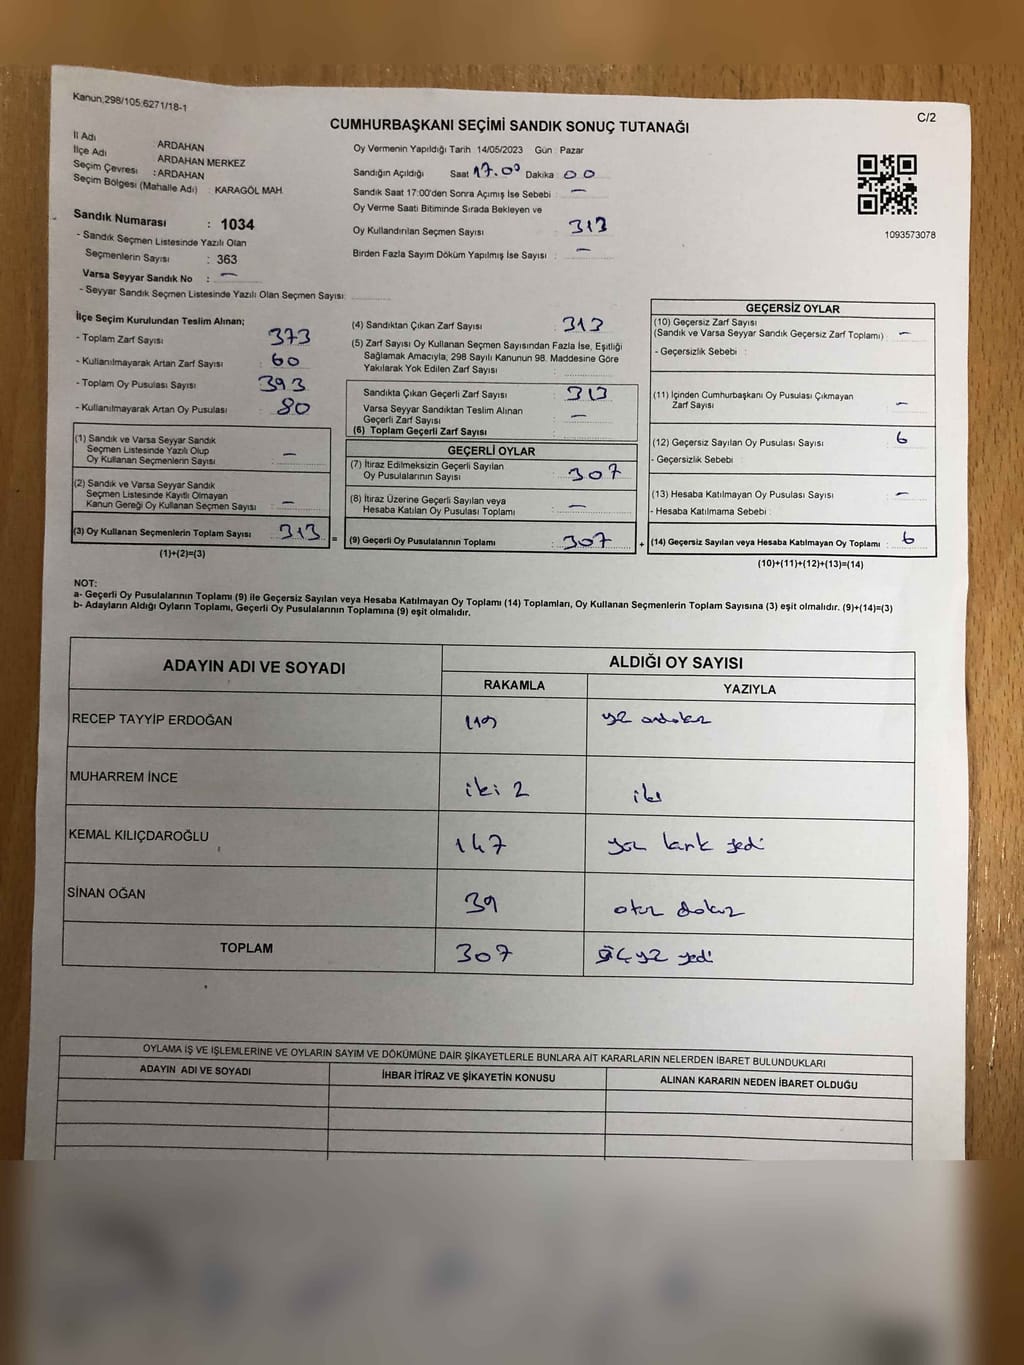 Kanun,298/105;6271/18-1
C/2
CUMHURBAŞKANI SEÇİMİ SANDIK SONUÇ TUTANAĞI
İl Adı ARDAHAN
İlçe Adı ARDAHAN MERKEZ
Seçim Çevresi :ARDAHAN
Seçim Bölgesi (Mahalle Adı) : KARAGÖL MAH.
Sandık Numarası : 1034
- Sandık Seçmen Listesinde Yazılı Olan
Seçmenlerin Sayısı : 363
Varsa Seyyar Sandık No : -
- Seyyar Sandık Seçmen Listesinde Yazılı Olan Seçmen Sayısı:
Oy Vermenin Yapıldığı Tarih 14/05/2023 Gün : Pazar
Sandığın Açıldığı Saat 17.00 Dakika : 00
Sandık Saat 17:00'den Sonra Açımış İse Sebebi : -
Oy Verme Saati Bitiminde Sırada Bekleyen ve
Oy Kullandırılan Seçmen Sayısı : 313
Birden Fazla Sayım Döküm Yapılmış İse Sayısı : -
1093573078
İlçe Seçim Kurulundan Teslim Alınan;
- Toplam Zarf Sayısı : 373
- Kullanılmayarak Artan Zarf Sayısı : 60
- Toplam Oy Pusulası Sayısı : 393
- Kullanılmayarak Artan Oy Pusulası : 80
(1) Sandık ve Varsa Seyyar Sandık
Seçmen Listesinde Yazılı Olup
Oy Kullanan Seçmenlerin Sayısı : -
(2) Sandık ve Varsa Seyyar Sandık
Seçmen Listesinde Kayıtlı Olmayan
Kanun Gereği Oy Kullanan Seçmen Sayısı : -
(3) Oy Kullanan Seçmenlerin Toplam Sayısı : 313
(1)+(2)=(3)
=
(4) Sandıktan Çıkan Zarf Sayısı : 313
(5) Zarf Sayısı Oy Kullanan Seçmen Sayısından Fazla İse, Eşitliği
Sağlamak Amacıyla, 298 Sayılı Kanunun 98. Maddesine Göre
Yakılarak Yok Edilen Zarf Sayısı :
Sandıkta Çıkan Geçerli Zarf Sayısı : 313
Varsa Seyyar Sandıktan Teslim Alınan
Geçerli Zarf Sayısı : -
(6) Toplam Geçerli Zarf Sayısı :
GEÇERLİ OYLAR
(7) İtiraz Edilmeksizin Geçerli Sayılan
Oy Pusulalarının Sayısı : 307
(8) İtiraz Üzerine Geçerli Sayılan veya
Hesaba Katılan Oy Pusulası Toplamı : -
(9) Geçerli Oy Pusulalarının Toplamı : 307
+
GEÇERSİZ OYLAR
(10) Geçersiz Zarf Sayısı
(Sandık ve Varsa Seyyar Sandık Geçersiz Zarf Toplamı) : -
- Geçersizlik Sebebi :
(11) İçinden Cumhurbaşkanı Oy Pusulası Çıkmayan
Zarf Sayısı : -
(12) Geçersiz Sayılan Oy Pusulası Sayısı : 6
- Geçersizlik Sebebi :
(13) Hesaba Katılmayan Oy Pusulası Sayısı : -
- Hesaba Katılmama Sebebi :
(14) Geçersiz Sayılan veya Hesaba Katılmayan Oy Toplamı : 6
(10)+(11)+(12)+(13)=(14)
NOT:
a- Geçerli Oy Pusulalarının Toplamı (9) ile Geçersiz Sayılan veya Hesaba Katılmayan Oy Toplamı (14) Toplamları, Oy Kullanan Seçmenlerin Toplam Sayısına (3) eşit olmalıdır. (9)+(14)=(3)
b- Adayların Aldığı Oyların Toplamı, Geçerli Oy Pusulalarının Toplamına (9) eşit olmalıdır.
ADAYIN ADI VE SOYADI ALDIĞI OY SAYISI
RAKAMLA YAZIYLA
RECEP TAYYİP ERDOĞAN 119 yüz ondokuz
MUHARREM İNCE iki 2 iki
KEMAL KILIÇDAROĞLU 147 yüz kırk yedi
SİNAN OĞAN 39 otuz dokuz
TOPLAM 307 üçyüz yedi
OYLAMA İŞ VE İŞLEMLERİNE VE OYLARIN SAYIM VE DÖKÜMÜNE DAİR ŞİKAYETLERLE BUNLARA AİT KARARLARIN NELERDEN İBARET BULUNDUKLARI
ADAYIN ADI VE SOYADI İHBAR İTİRAZ VE ŞİKAYETİN KONUSU ALINAN KARARIN NEDEN İBARET OLDUĞU